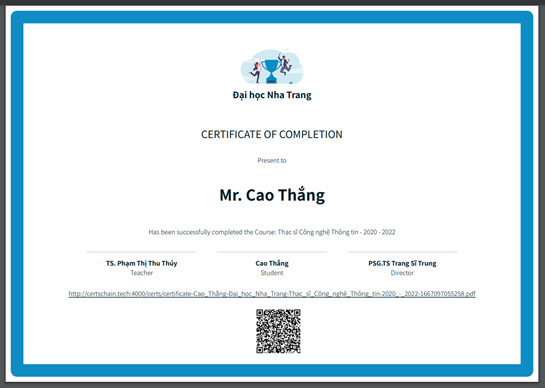 Đại học Nha Trang
CERTIFICATE OF COMPLETION
Present to
Mr. Cao Thắng
Has been successfully completed the Course: Thạc sĩ Công nghệ Thông tin - 2020 - 2022
TS. Phạm Thị Thu Thúy
Cao Thắng
PSG.TS Trang Sĩ Trung
Teacher
Student
Director
http://certschain.tech:4000/certs/certificate-Cao_Thắng-Đại_học_Nha_Trang-Thạc_sĩ_Công_nghệ_Thông_tin-2020_-_2022-1667097055258.pdf